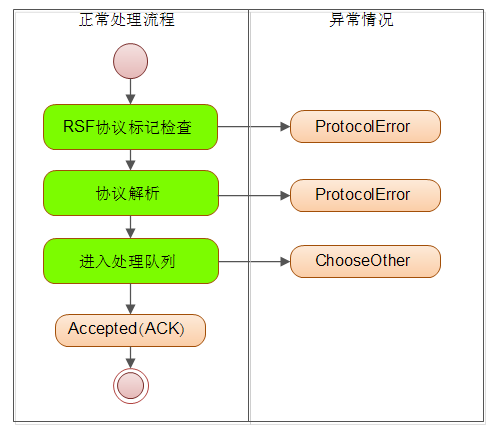 正常处理流程
异常情况
RSF协议标记检查
ProtocolError
协议解析
ProtocolError
进入处理队列
ChooseOther
Accepted(ACK)